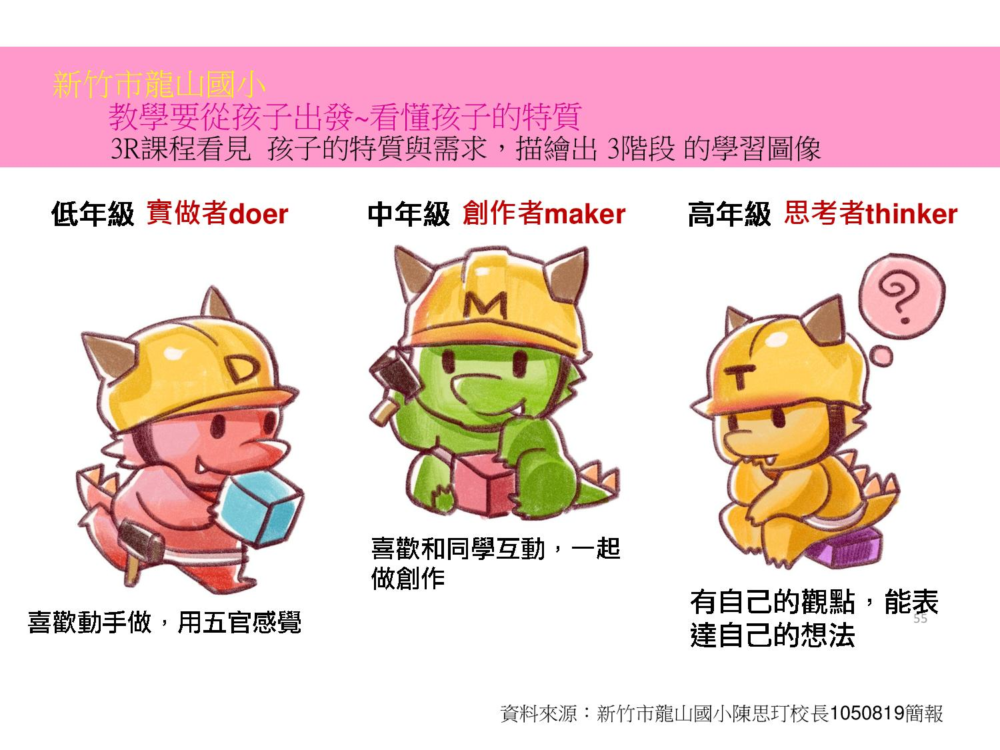 新竹市龍山國小
教學要從孩子出發~看懂孩子的特質
3R課程看見 孩子的特質與需求，描繪出 3階段 的學習圖像
低年級 實做者doer
中年級 創作者maker
高年級 思考者thinker
D
M
T
?
喜歡動手做，用五官感覺
喜歡和同學互動，一起
做創作
有自己的觀點，能表
達自己的想法
55
資料來源：新竹市龍山國小陳思玎校長1050819簡報